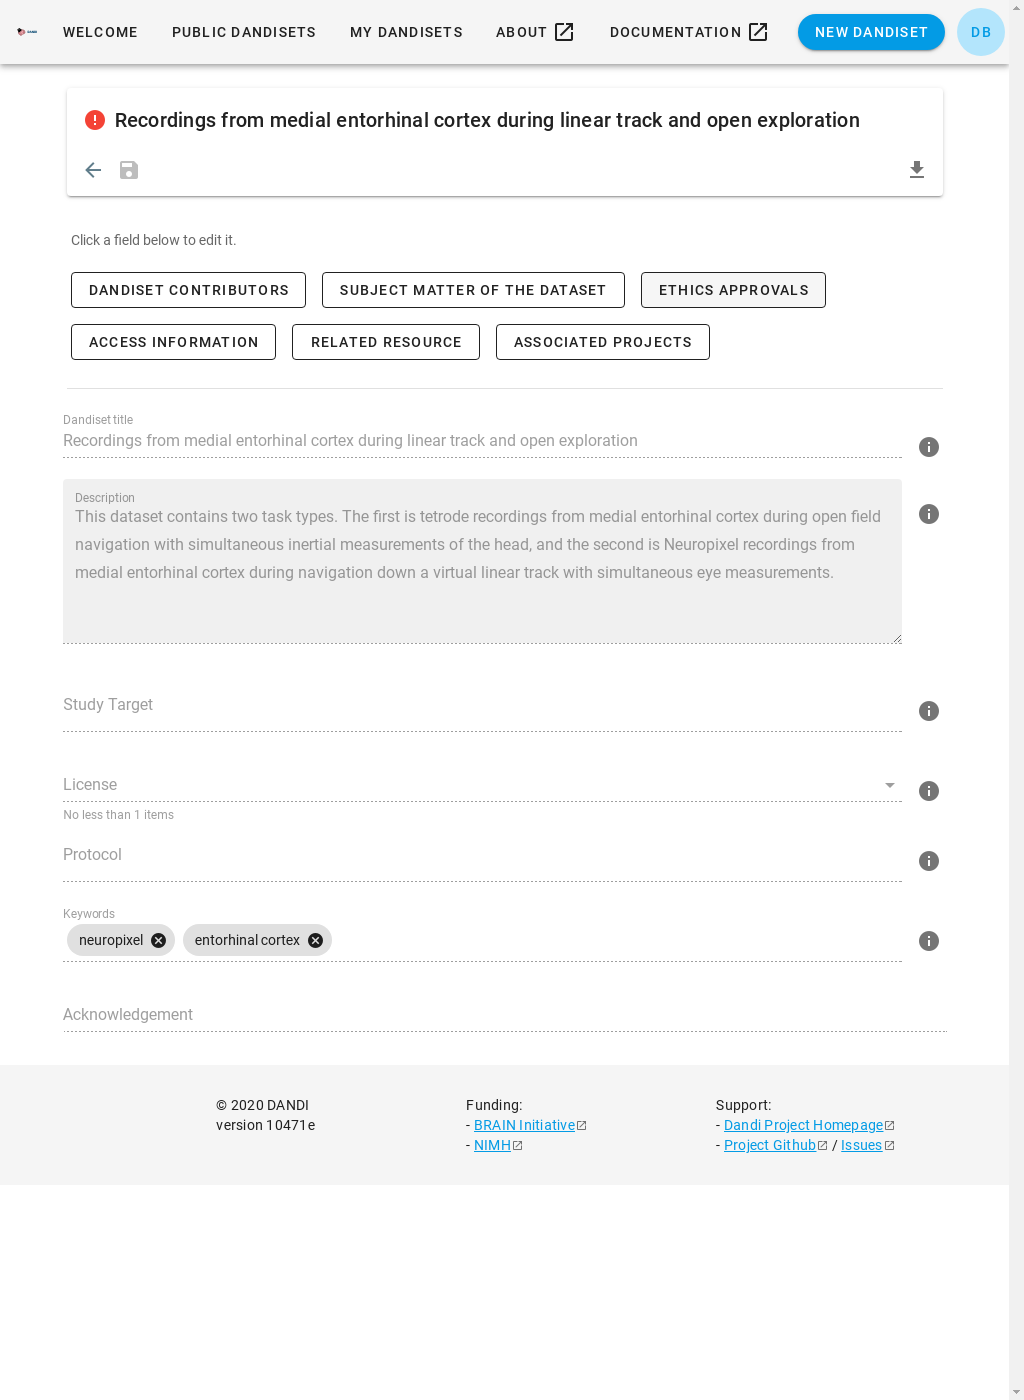 WELCOME PUBLIC DANDISETS MY DANDISETS ABOUT DOCUMENTATION NEW DANDISET DB
Recordings from medial entorhinal cortex during linear track and open exploration
Click a field below to edit it.
DANDISET CONTRIBUTORS SUBJECT MATTER OF THE DATASET ETHICS APPROVALS
ACCESS INFORMATION RELATED RESOURCE ASSOCIATED PROJECTS
Dandiset title
Recordings from medial entorhinal cortex during linear track and open exploration
Description
This dataset contains two task types. The first is tetrode recordings from medial entorhinal cortex during open field
navigation with simultaneous inertial measurements of the head, and the second is Neuropixel recordings from
medial entorhinal cortex during navigation down a virtual linear track with simultaneous eye measurements.
Study Target
License
No less than 1 items
Protocol
Keywords
neuropixel entorhinal cortex
Acknowledgement
© 2020 DANDI
version 10471e
Funding:
- BRAIN Initiative
- NIMH
Support:
- Dandi Project Homepage
- Project Github / Issues